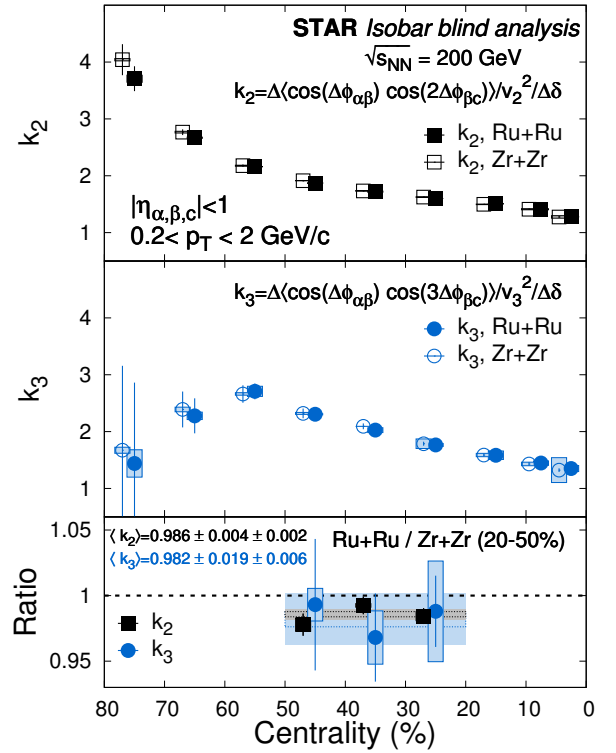 STAR Isobar blind analysis
√sNN = 200 GeV
k2=Δ⟨cos(Δϕαβ) cos(2Δϕβc)⟩/v2²/Δδ
k2, Ru+Ru
k2, Zr+Zr
|ηα,β,c|<1
0.2< pT < 2 GeV/c
k2
4
3
2
1
k3=Δ⟨cos(Δϕαβ) cos(3Δϕβc)⟩/v3²/Δδ
k3, Ru+Ru
k3, Zr+Zr
k3
4
3
2
1
⟨ k2⟩=0.986 ± 0.004 ± 0.002
⟨ k3⟩=0.982 ± 0.019 ± 0.006
Ru+Ru / Zr+Zr (20-50%)
k2
k3
Ratio
1.05
1
0.95
80 70 60 50 40 30 20 10 0
Centrality (%)